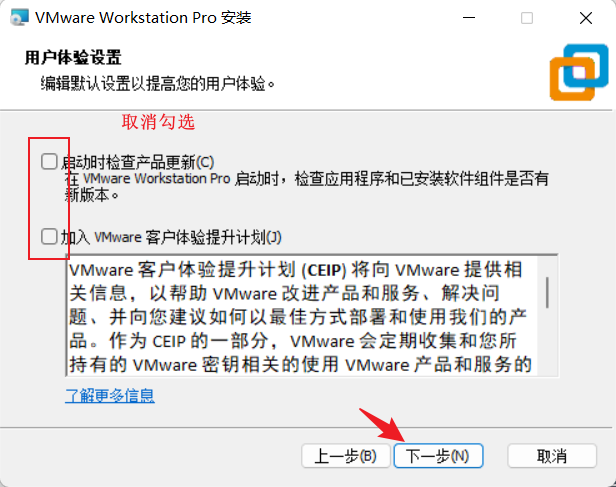 VMware Workstation Pro 安装
用户体验设置
编辑默认设置以提高您的用户体验。
取消勾选
启动时检查产品更新(C)
在 VMware Workstation Pro 启动时，检查应用程序和已安装软件组件是否有
新版本。
加入 VMware 客户体验提升计划(J)
VMware 客户体验提升计划 (CEIP) 将向 VMware 提供相
关信息，以帮助 VMware 改进产品和服务、解决问
题、并向您建议如何以最佳方式部署和使用我们的产
品。作为 CEIP 的一部分，VMware 会定期收集和您所
持有的 VMware 密钥相关的使用 VMware 产品和服务的
了解更多信息
上一步(B)
下一步(N)
取消